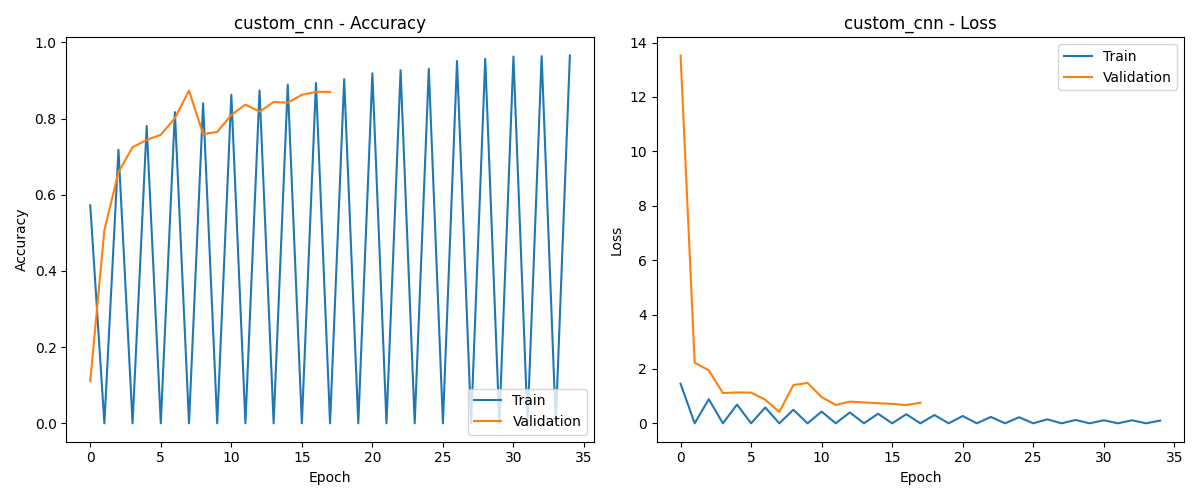 custom_cnn - Accuracy
1.0
0.8
0.6
0.4
0.2
0.0
Accuracy
0 5 10 15 20 25 30 35
Epoch
Train
Validation
custom_cnn - Loss
14
12
10
8
6
4
2
0
Loss
0 5 10 15 20 25 30 35
Epoch
Train
Validation